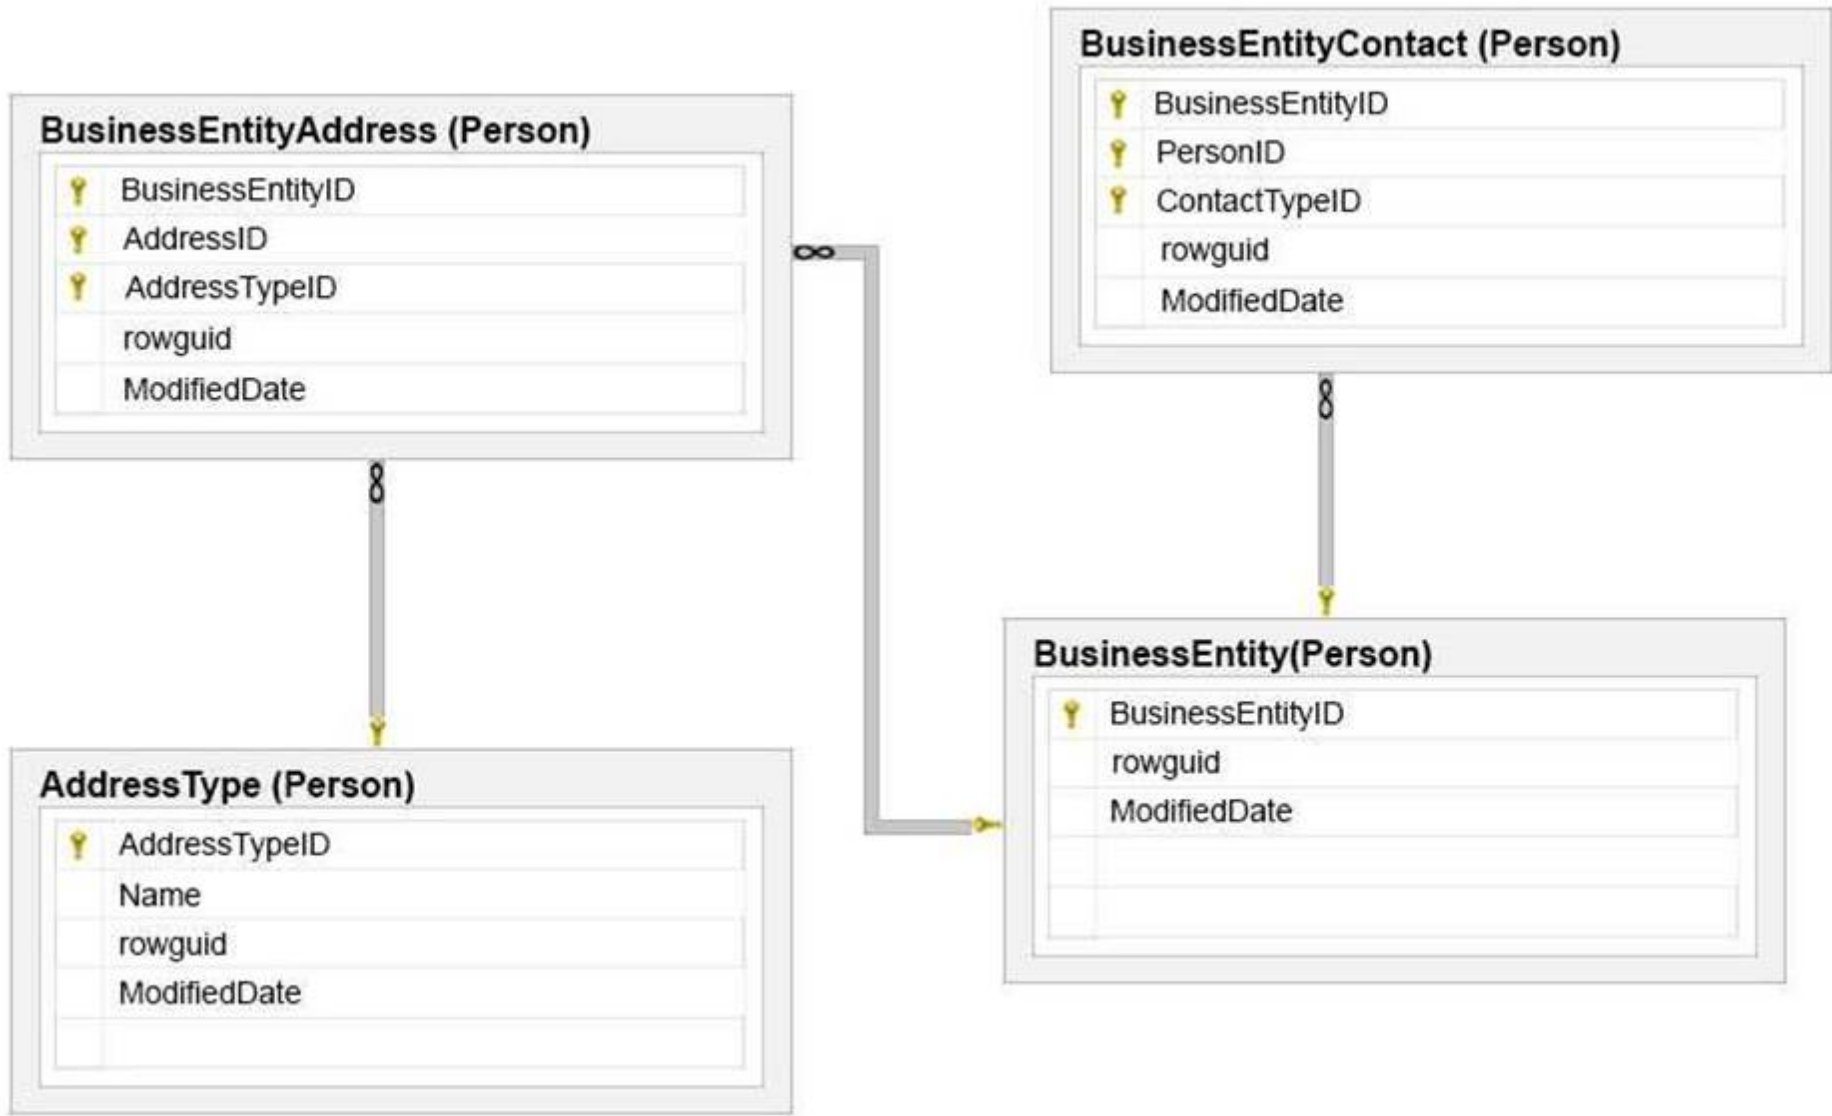 BusinessEntityContact (Person)
BusinessEntityID
PersonID
ContactTypeID
rowguid
ModifiedDate
BusinessEntityAddress (Person)
BusinessEntityID
AddressID
AddressTypeID
rowguid
ModifiedDate
BusinessEntity(Person)
BusinessEntityID
rowguid
ModifiedDate
AddressType (Person)
AddressTypeID
Name
rowguid
ModifiedDate